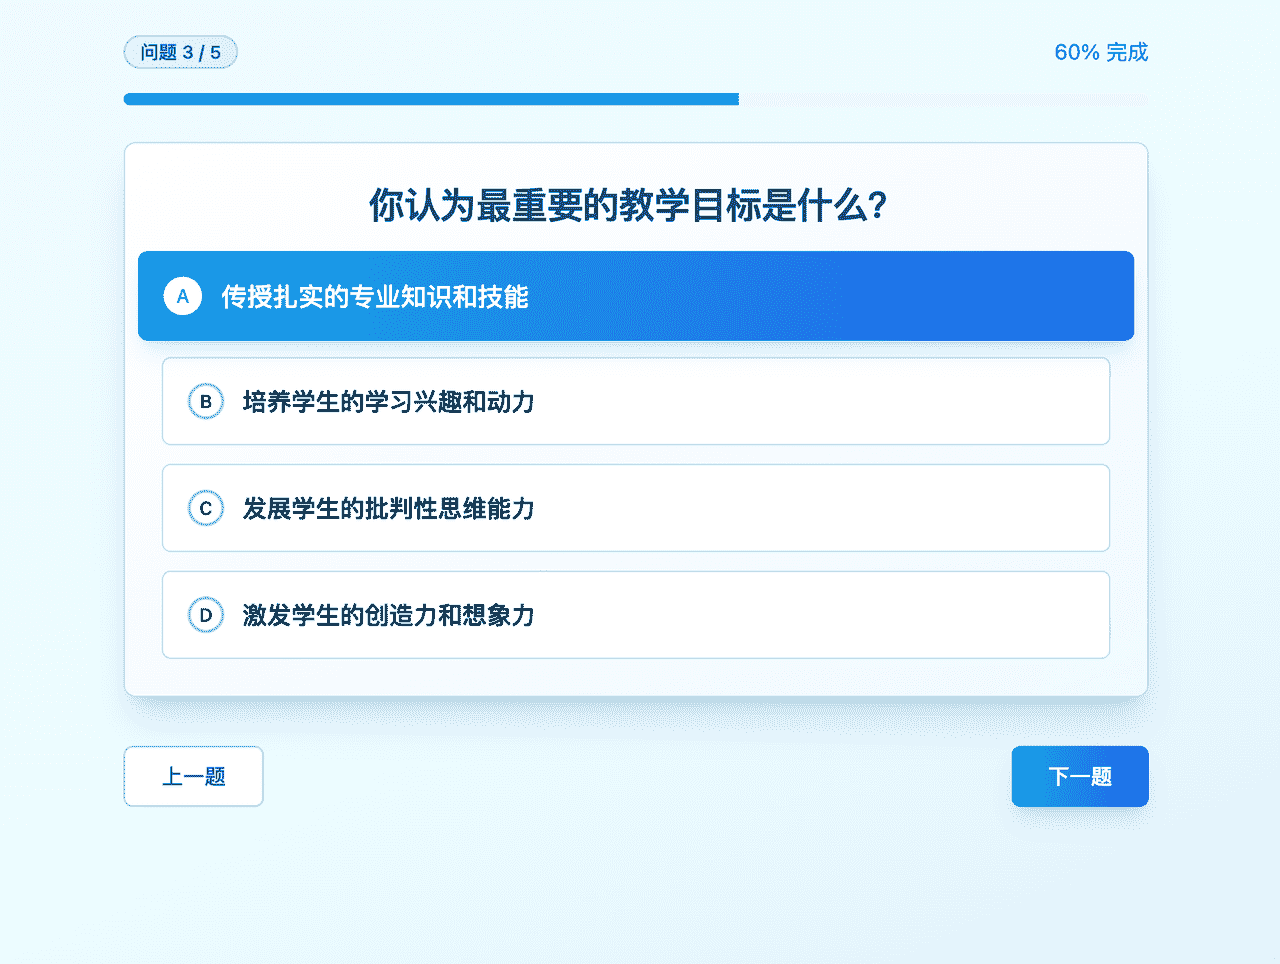 问题 3 / 5
60% 完成
你认为最重要的教学目标是什么?
A 传授扎实的专业知识和技能
B 培养学生的学习兴趣和动力
C 发展学生的批判性思维能力
D 激发学生的创造力和想象力
上一题
下一题